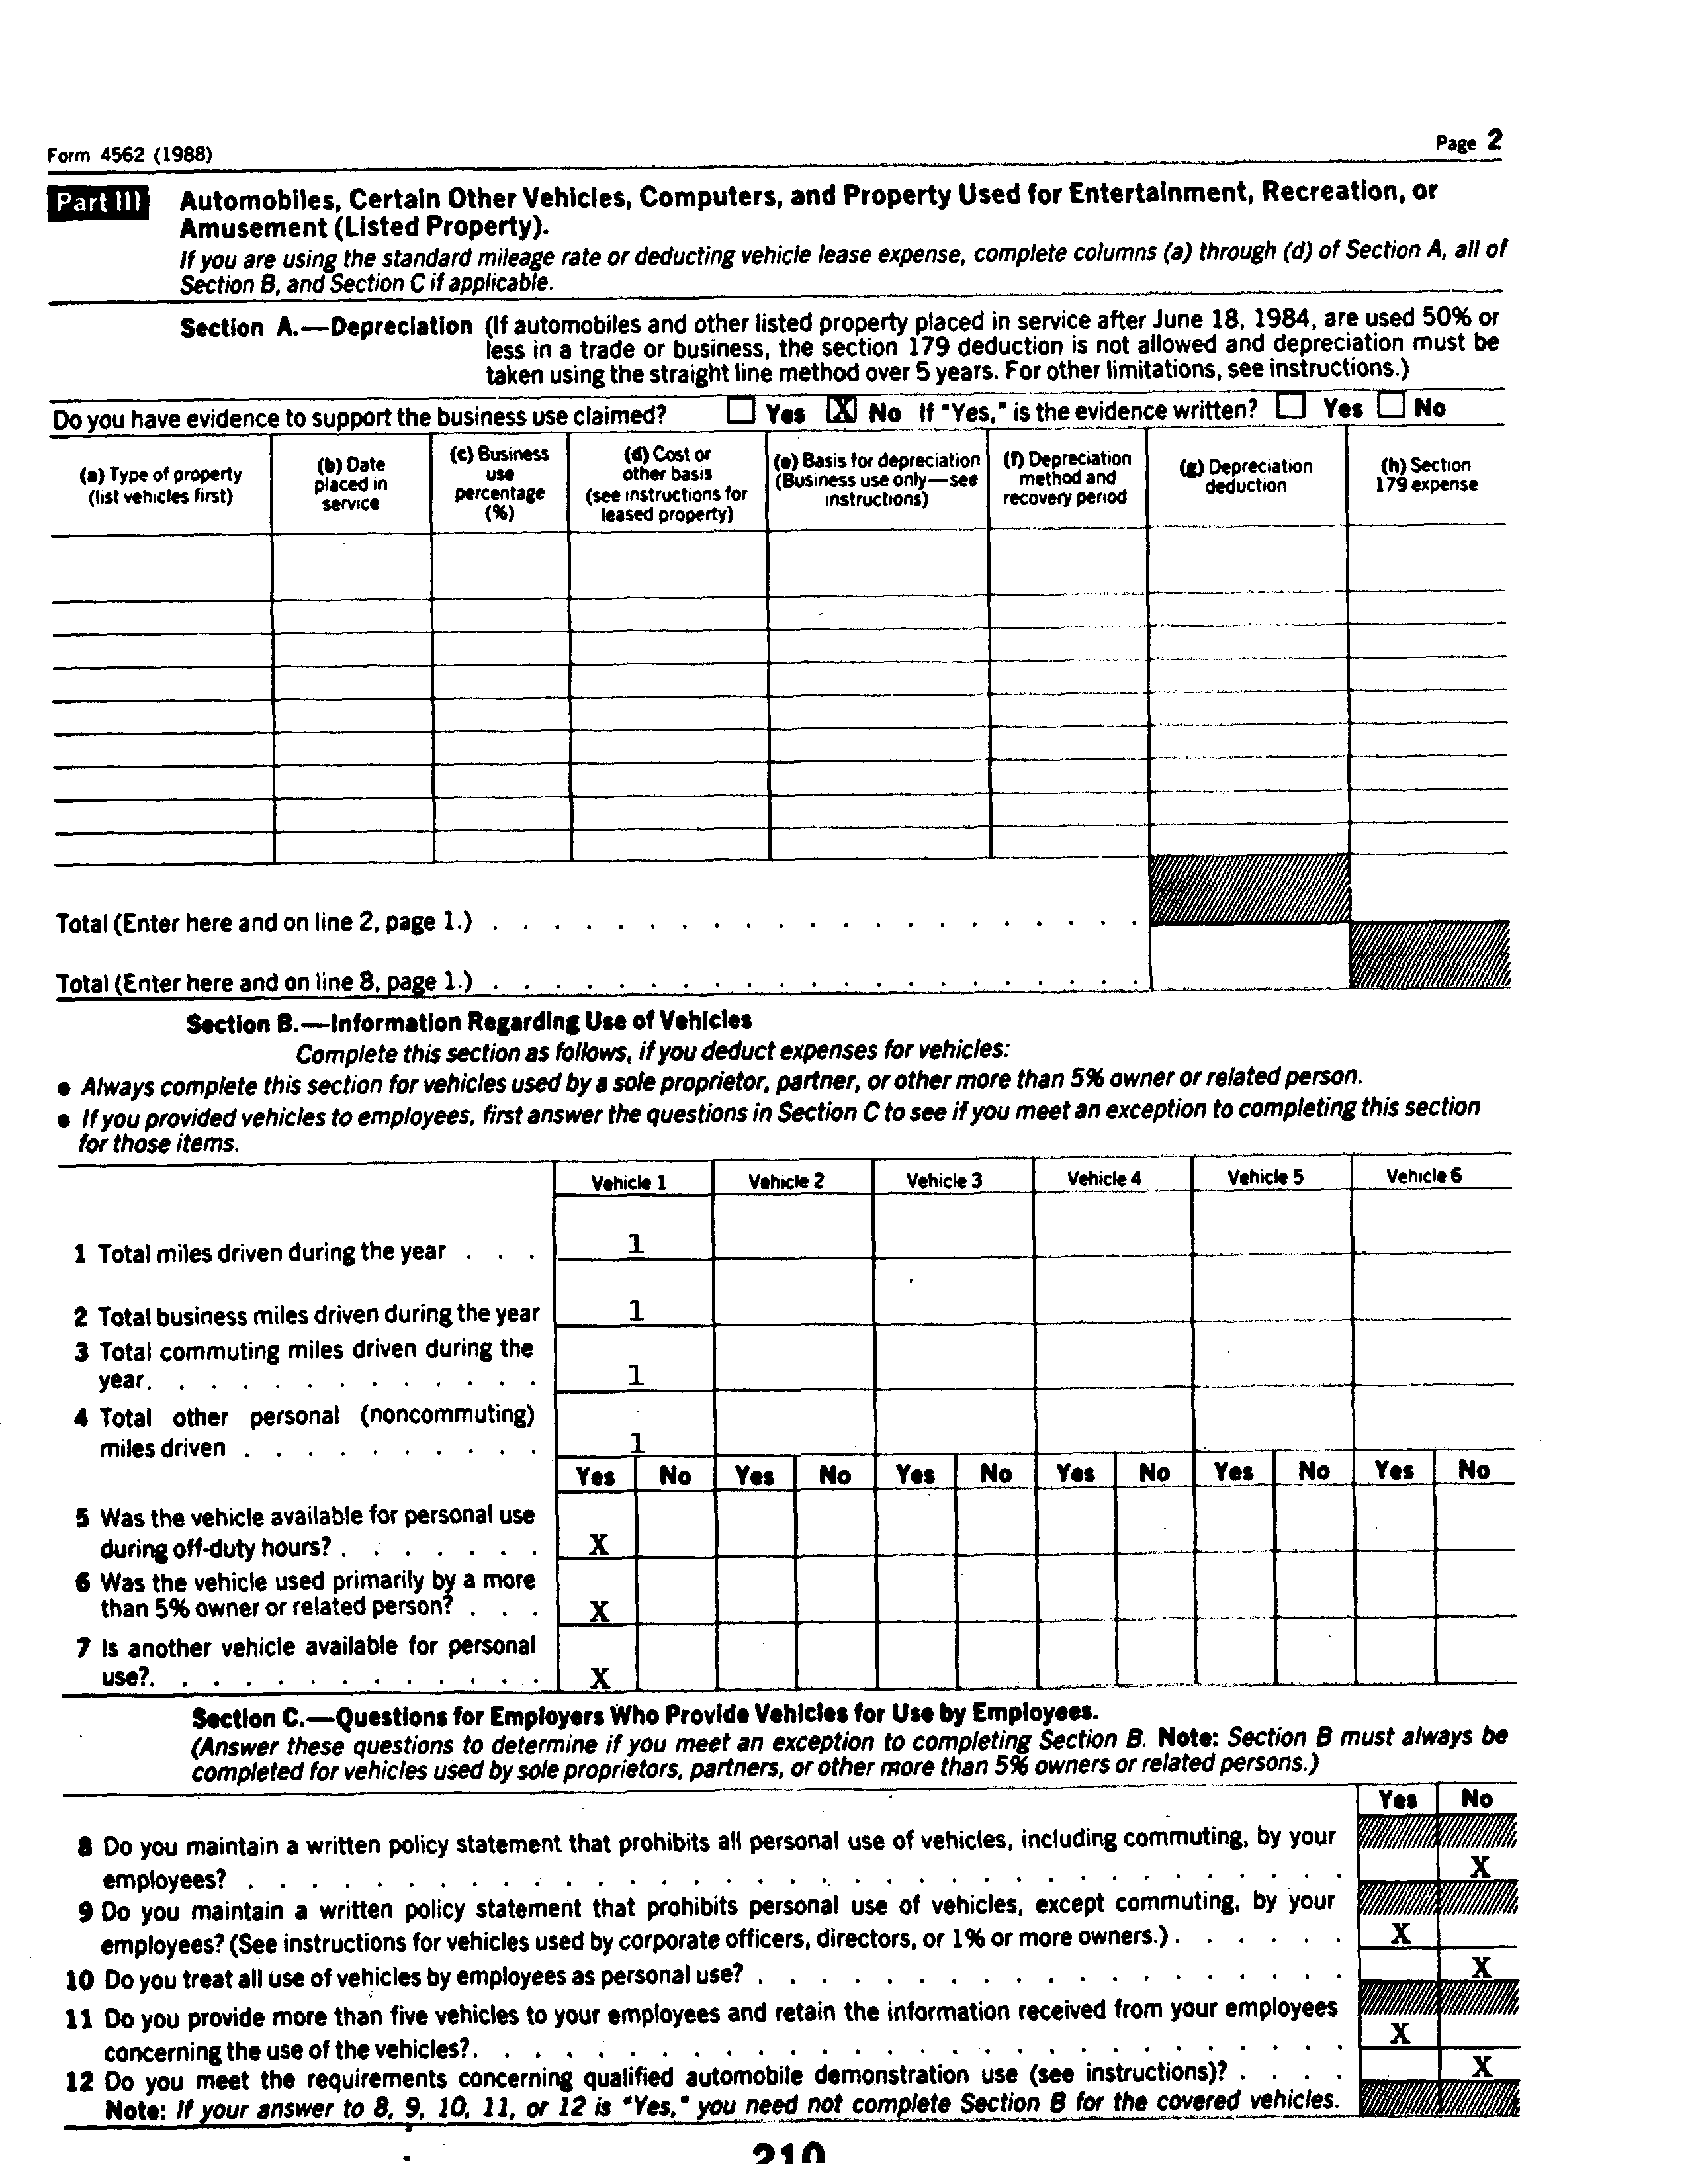 Form 4562 (1988)
Page 2
Part III
Automobiles, Certain Other Vehicles, Computers, and Property Used for Entertainment, Recreation, or
Amusement (Listed Property).
If you are using the standard mileage rate or deducting vehicle lease expense, complete columns (a) through (d) of Section A, all of
Section B, and Section C if applicable.
Section A.—Depreciation (If automobiles and other listed property placed in service after June 18, 1984, are used 50% or
less in a trade or business, the section 179 deduction is not allowed and depreciation must be
taken using the straight line method over 5 years. For other limitations, see instructions.)
Do you have evidence to support the business use claimed? Yes X No If "Yes," is the evidence written? Yes No
(a) Type of property
(list vehicles first)
(b) Date
placed in
service
(c) Business
use
percentage
(%)
(d) Cost or
other basis
(see instructions for
leased property)
(e) Basis for depreciation
(Business use only—see
instructions)
(f) Depreciation
method and
recovery period
(g) Depreciation
deduction
(h) Section
179 expense
Total (Enter here and on line 2, page 1.) . . . . . . . . . . . . . . . . . . . . .
Total (Enter here and on line 8, page 1.) . . . . . . . . . . . . . . . . . . . . .
Section B.—Information Regarding Use of Vehicles
Complete this section as follows, if you deduct expenses for vehicles:
● Always complete this section for vehicles used by a sole proprietor, partner, or other more than 5% owner or related person.
● If you provided vehicles to employees, first answer the questions in Section C to see if you meet an exception to completing this section
for those items.
Vehicle 1 Vehicle 2 Vehicle 3 Vehicle 4 Vehicle 5 Vehicle 6
1 Total miles driven during the year . . . 1
2 Total business miles driven during the year 1
3 Total commuting miles driven during the
year. . . . . . . . . . . . . . 1
4 Total other personal (noncommuting)
miles driven . . . . . . . . . . 1
Yes No Yes No Yes No Yes No Yes No Yes No
5 Was the vehicle available for personal use
during off-duty hours? . . . . . . . X
6 Was the vehicle used primarily by a more
than 5% owner or related person? . . . X
7 Is another vehicle available for personal
use?. . . . . . . . . . . . . . X
Section C.—Questions for Employers Who Provide Vehicles for Use by Employees.
(Answer these questions to determine if you meet an exception to completing Section B. Note: Section B must always be
completed for vehicles used by sole proprietors, partners, or other more than 5% owners or related persons.)
Yes No
8 Do you maintain a written policy statement that prohibits all personal use of vehicles, including commuting, by your
employees? . . . . . . . . . . . . . . . . . . . . . . . . . . . . . . . . . . . X
9 Do you maintain a written policy statement that prohibits personal use of vehicles, except commuting, by your
employees? (See instructions for vehicles used by corporate officers, directors, or 1% or more owners.) . . . . . . X
10 Do you treat all use of vehicles by employees as personal use? . . . . . . . . . . . . . . . . . . . X
11 Do you provide more than five vehicles to your employees and retain the information received from your employees
concerning the use of the vehicles?. . . . . . . . . . . . . . . . . . . . . . . . . . . . X
12 Do you meet the requirements concerning qualified automobile demonstration use (see instructions)? . . . . X
Note: If your answer to 8, 9, 10, 11, or 12 is "Yes," you need not complete Section B for the covered vehicles.
210